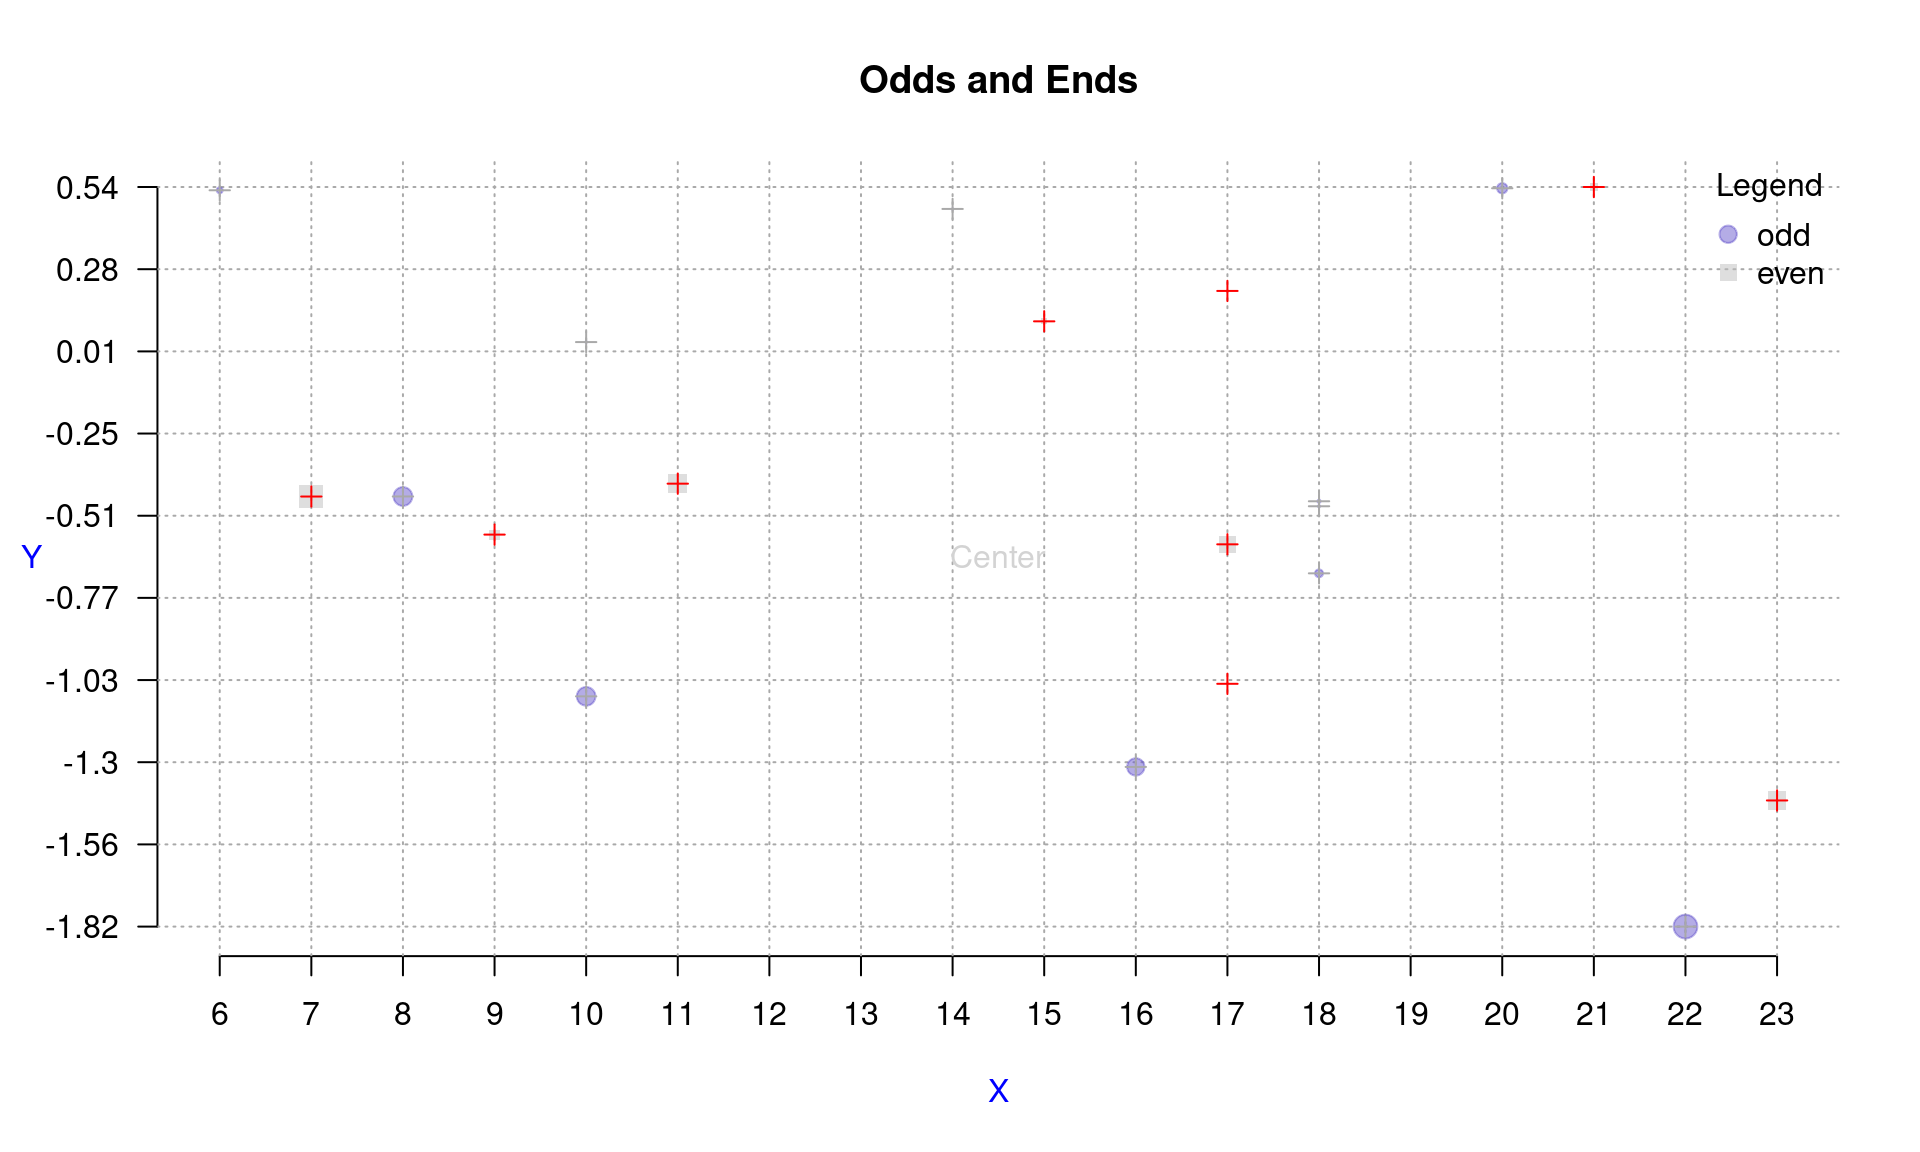 Odds and Ends
Legend
odd
even
0.54
0.28
0.01
-0.25
-0.51
-0.77
-1.03
-1.3
-1.56
-1.82
Y
Center
6 7 8 9 10 11 12 13 14 15 16 17 18 19 20 21 22 23
X